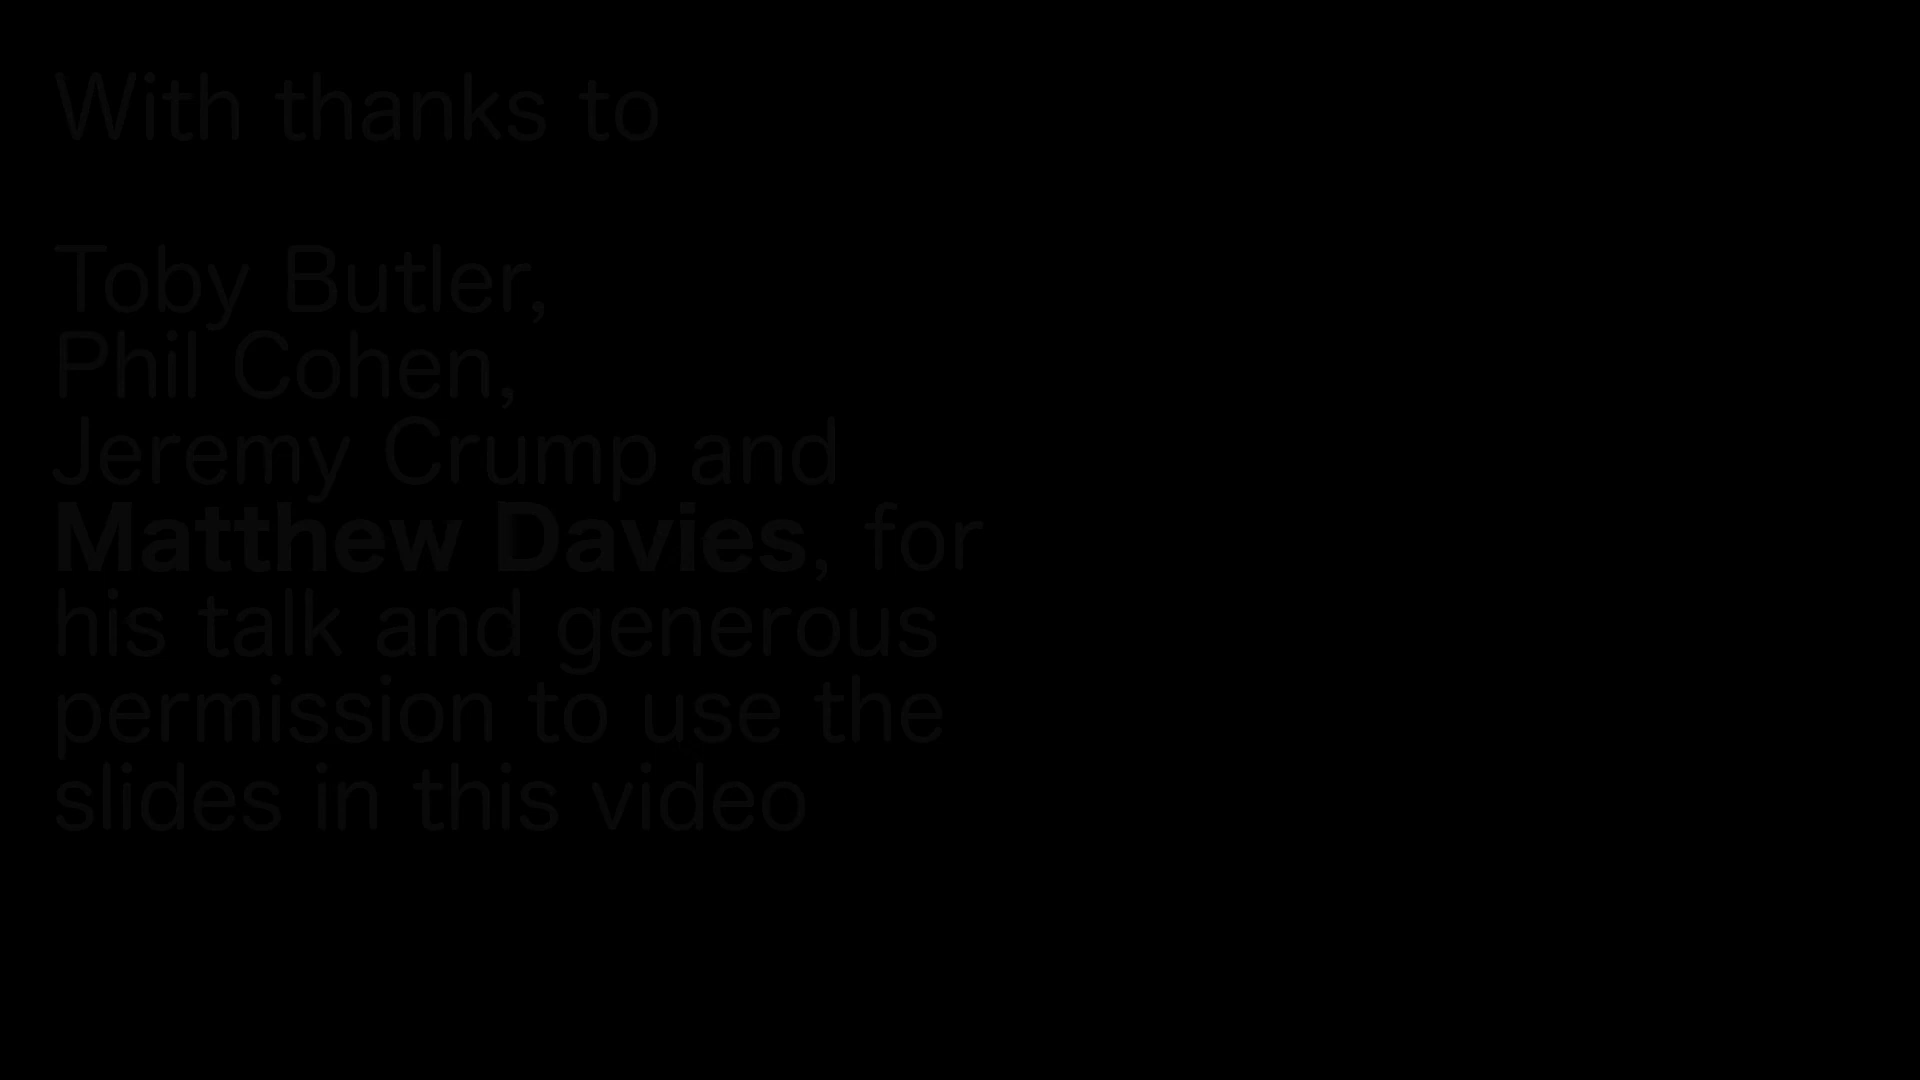 With thanks to
Toby Butler,
Phil Cohen,
Jeremy Crump and
Matthew Davies, for
his talk and generous
permission to use the
slides in this video